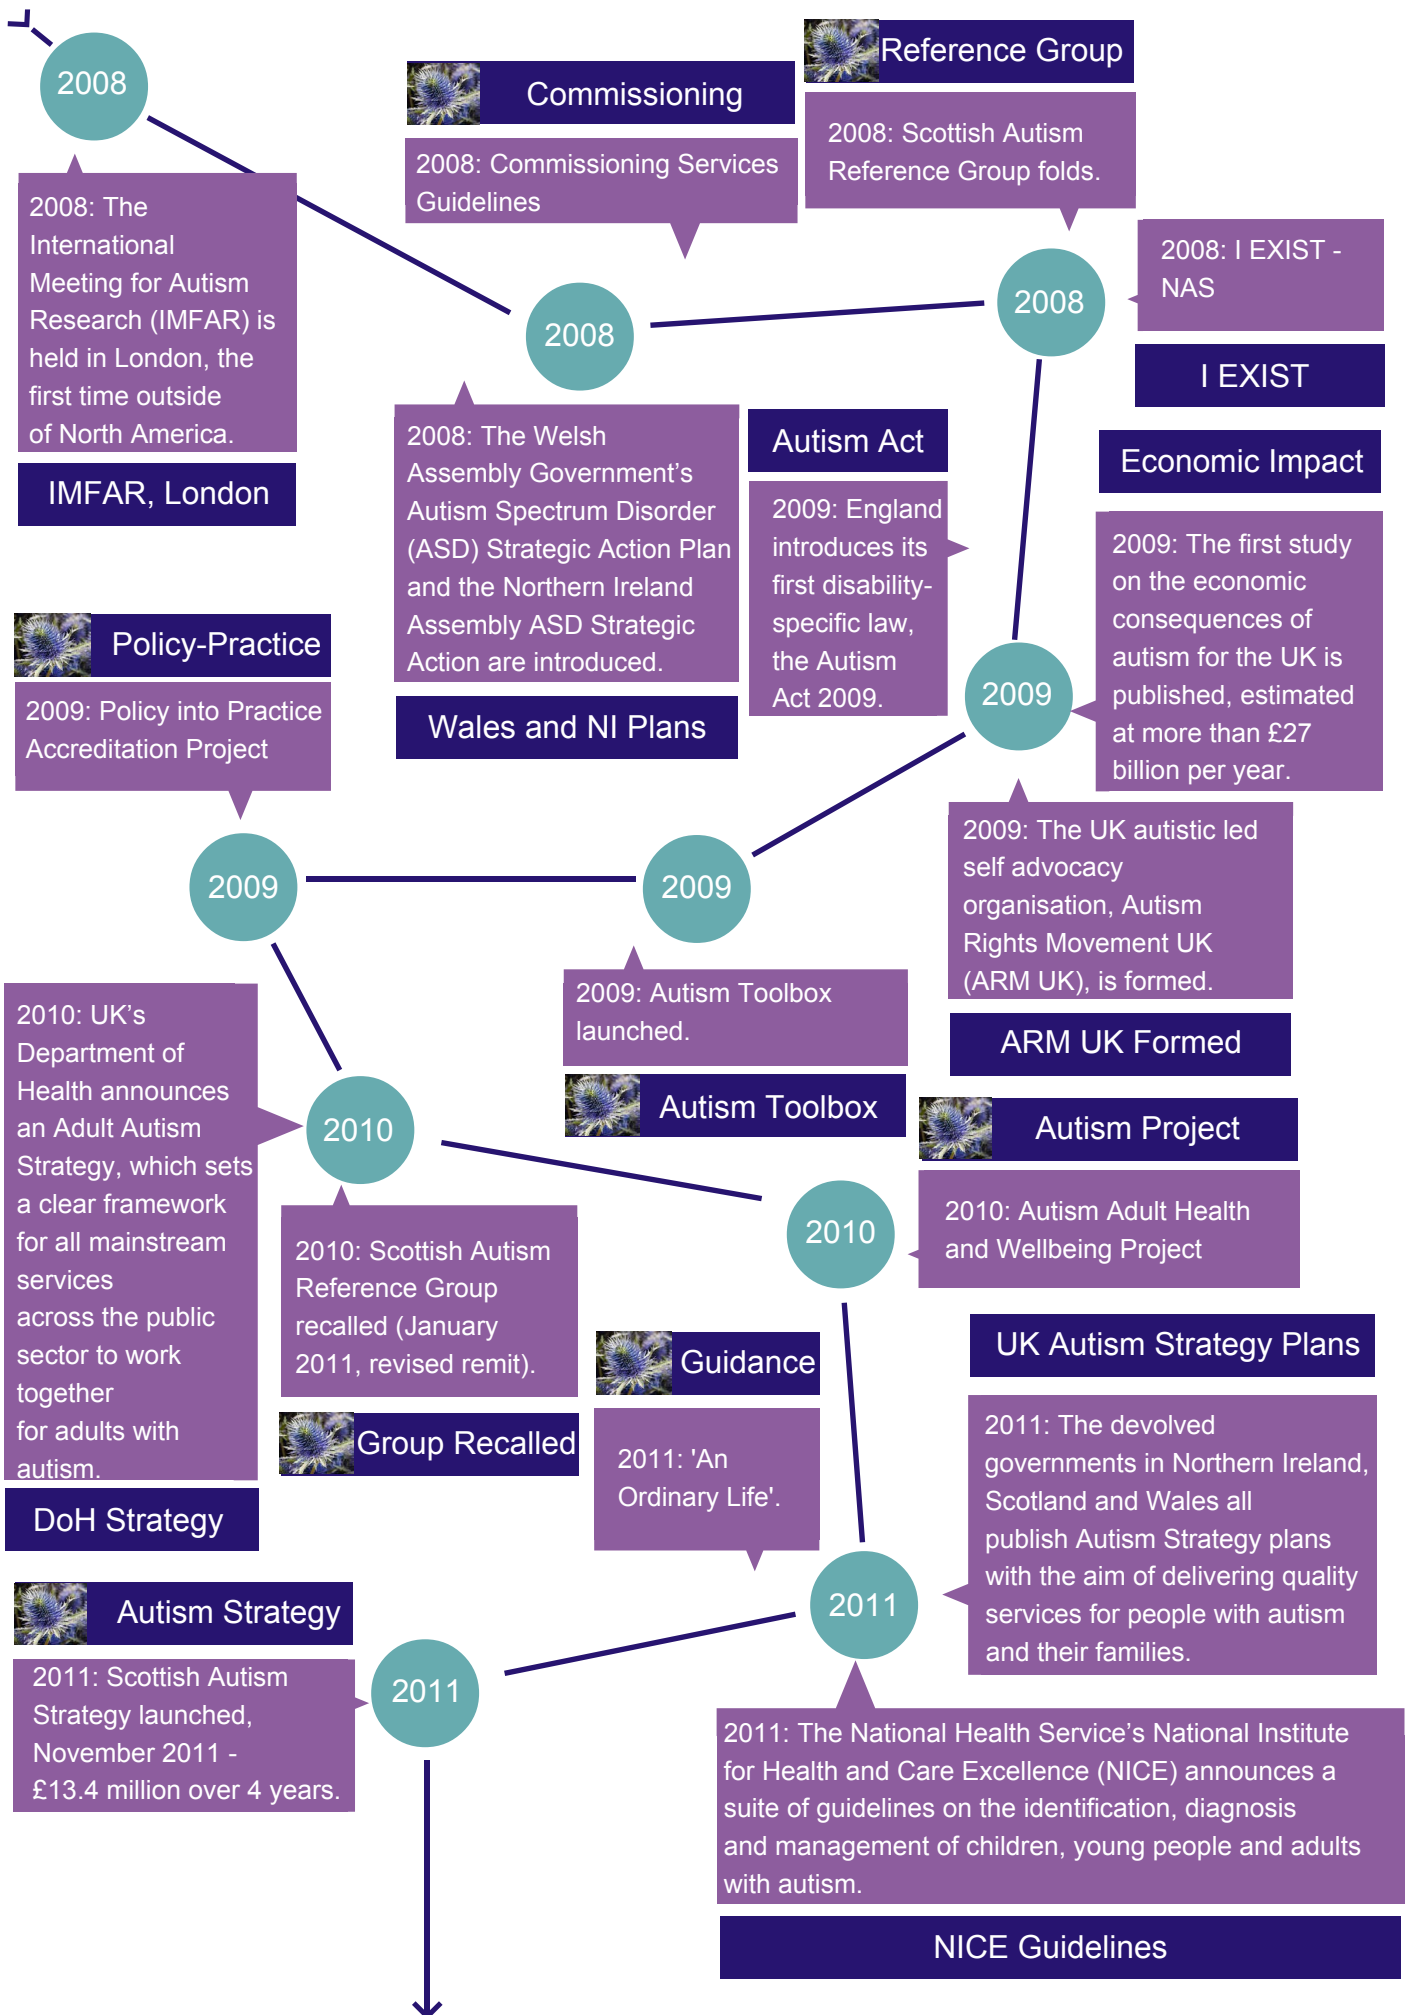 2008
2008: The
International
Meeting for Autism
Research (IMFAR) is
held in London, the
first time outside
of North America.
IMFAR, London
Commissioning
2008: Commissioning Services
Guidelines
2008
2008: The Welsh
Assembly Government’s
Autism Spectrum Disorder
(ASD) Strategic Action Plan
and the Northern Ireland
Assembly ASD Strategic
Action are introduced.
Wales and NI Plans
Reference Group
2008: Scottish Autism
Reference Group folds.
2008
2008: I EXIST -
NAS
I EXIST
Autism Act
2009: England
introduces its
first disability-
specific law,
the Autism
Act 2009.
2009
Economic Impact
2009: The first study
on the economic
consequences of
autism for the UK is
published, estimated
at more than £27
billion per year.
2009: The UK autistic led
self advocacy
organisation, Autism
Rights Movement UK
(ARM UK), is formed.
ARM UK Formed
2009
2009: Autism Toolbox
launched.
Autism Toolbox
Policy-Practice
2009: Policy into Practice
Accreditation Project
2009
2010: UK’s
Department of
Health announces
an Adult Autism
Strategy, which sets
a clear framework
for all mainstream
services
across the public
sector to work
together
for adults with
autism.
DoH Strategy
2010
2010: Scottish Autism
Reference Group
recalled (January
2011, revised remit).
Group Recalled
Autism Project
2010
2010: Autism Adult Health
and Wellbeing Project
Guidance
2011: 'An
Ordinary Life'.
UK Autism Strategy Plans
2011: The devolved
governments in Northern Ireland,
Scotland and Wales all
publish Autism Strategy plans
with the aim of delivering quality
services for people with autism
and their families.
2011
2011: The National Health Service’s National Institute
for Health and Care Excellence (NICE) announces a
suite of guidelines on the identification, diagnosis
and management of children, young people and adults
with autism.
NICE Guidelines
Autism Strategy
2011: Scottish Autism
Strategy launched,
November 2011 -
£13.4 million over 4 years.
2011